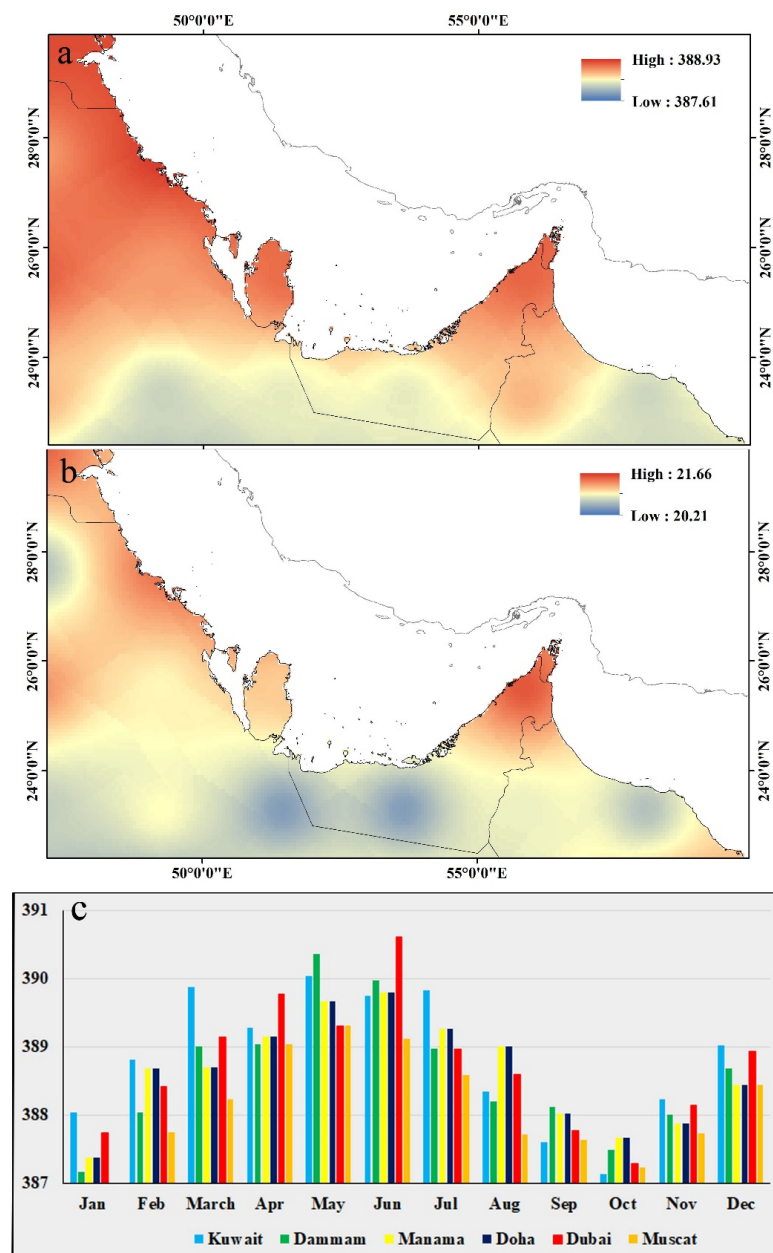 50°0'0"E 55°0'0"E
a
High : 388.93
Low : 387.61
28°0'0"N 28°0'0"N
26°0'0"N 26°0'0"N
24°0'0"N 24°0'0"N
b
High : 21.66
Low : 20.21
28°0'0"N 28°0'0"N
26°0'0"N 26°0'0"N
24°0'0"N 24°0'0"N
50°0'0"E 55°0'0"E
c
391
390
389
388
387
Jan Feb March Apr May Jun Jul Aug Sep Oct Nov Dec
Kuwait Dammam Manama Doha Dubai Muscat